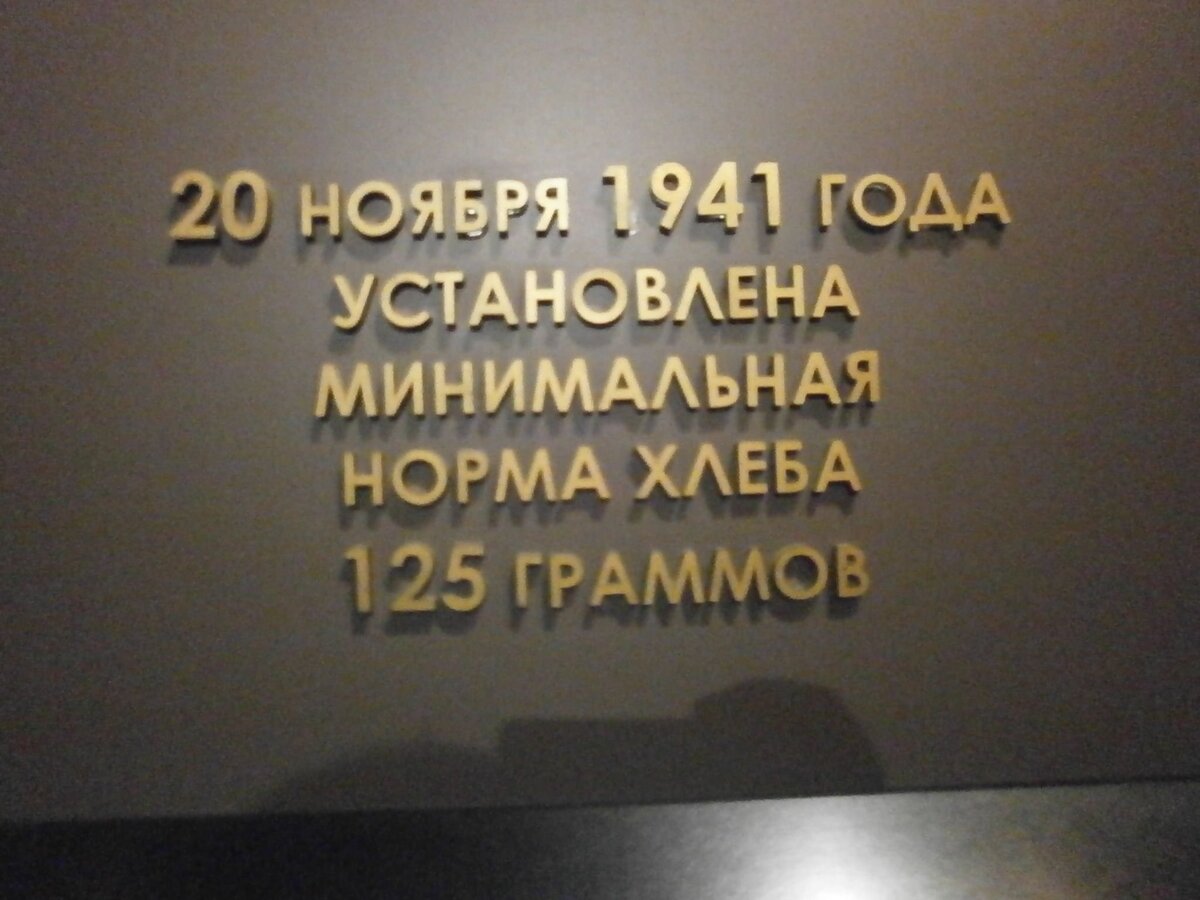 20 НОЯБРЯ 1941 ГОДА
УСТАНОВЛЕНА
МИНИМАЛЬНАЯ
НОРМА ХЛЕБА
125 ГРАММОВ